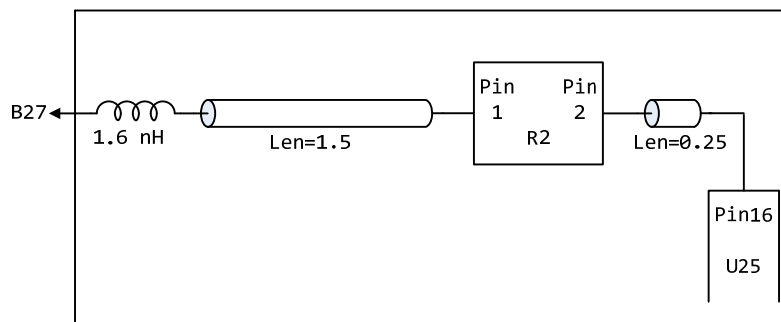 Pin Pin
B27 1 2
1.6 nH Len=1.5 R2 Len=0.25
Pin16
U25